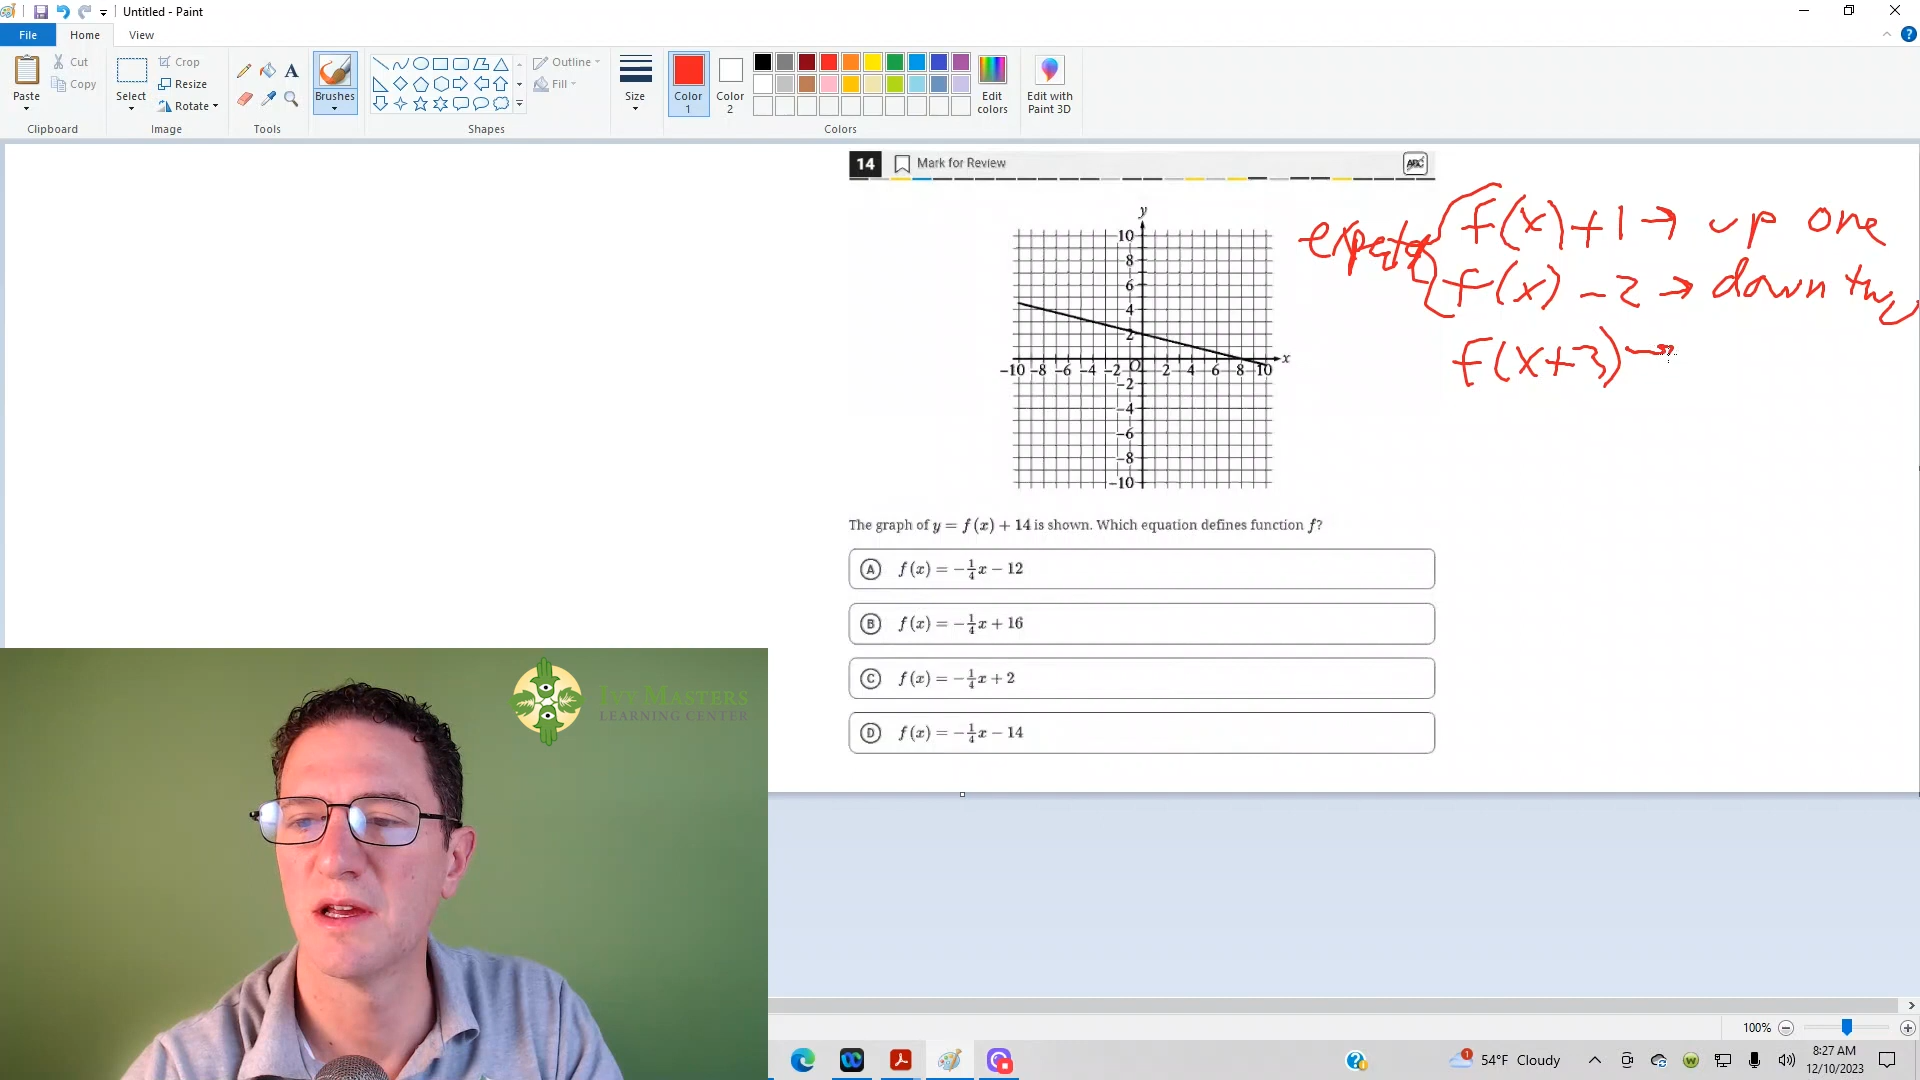 Untitled - Paint
File Home View
Paste
Cut
Copy
Clipboard
Select
Crop
Resize
Rotate
Image
A
Tools
Brushes
Shapes
Outline
Fill
Size
Color 1
Color 2
Colors
Edit colors
Edit with Paint 3D
14 Mark for Review
ABC
y
10
8
6
4
2
O
x
-10 -8 -6 -4 -2 2 4 6 8 10
-2
-4
-6
-8
-10
f(x)+1→ up one
f(x) -2→ down two
f(x+3)→
The graph of y = f(x) + 14 is shown. Which equation defines function f?
A f(x) = -1/4x - 12
B f(x) = -1/4x + 16
C f(x) = -1/4x + 2
D f(x) = -1/4x - 14
IVY MASTERS
LEARNING CENTER
100%
1
54°F Cloudy
8:27 AM
12/10/2023